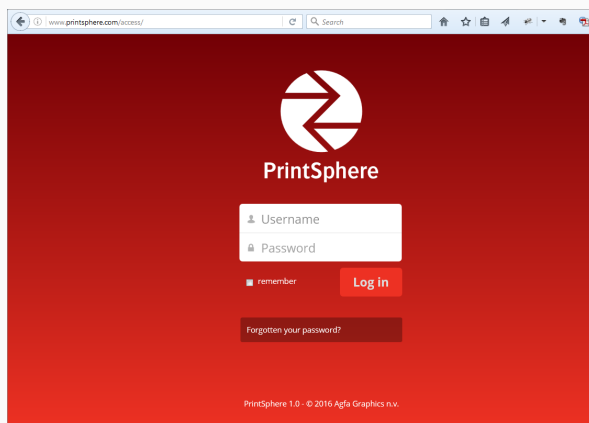 www.printsphere.com/access/
Search
PrintSphere
Username
Password
remember
Log in
Forgotten your password?
PrintSphere 1.0 - © 2016 Agfa Graphics n.v.